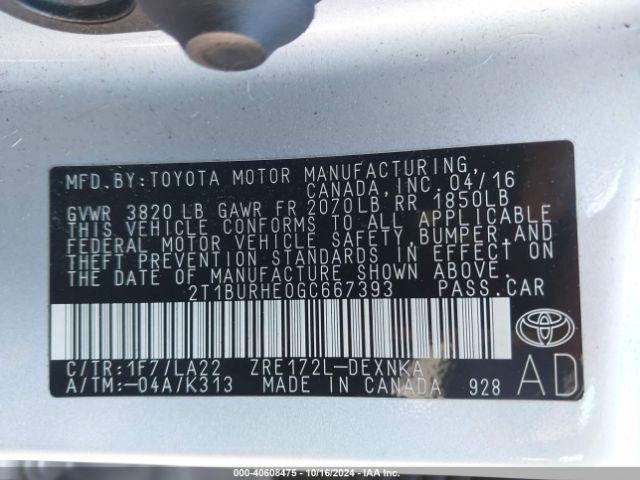 MFD. BY: TOYOTA MOTOR MANUFACTURING,
CANADA, INC. 04/16
GVWR 3820 LB GAWR FR 2070LB, RR 1850LB
THIS VEHICLE CONFORMS TO ALL APPLICABLE
FEDERAL MOTOR VEHICLE SAFETY, BUMPER, AND
THEFT PREVENTION STANDARDS IN EFFECT ON
THE DATE OF MANUFACTURE SHOWN ABOVE.
2T1BURHE0GC667393 PASS. CAR
C/TR: 1F7/LA22 ZRE172L-DEXNKA
A/TM: -04A/K313 MADE IN CANADA 928
AD
000-40608475 - 10/16/2024 - IAA Inc.